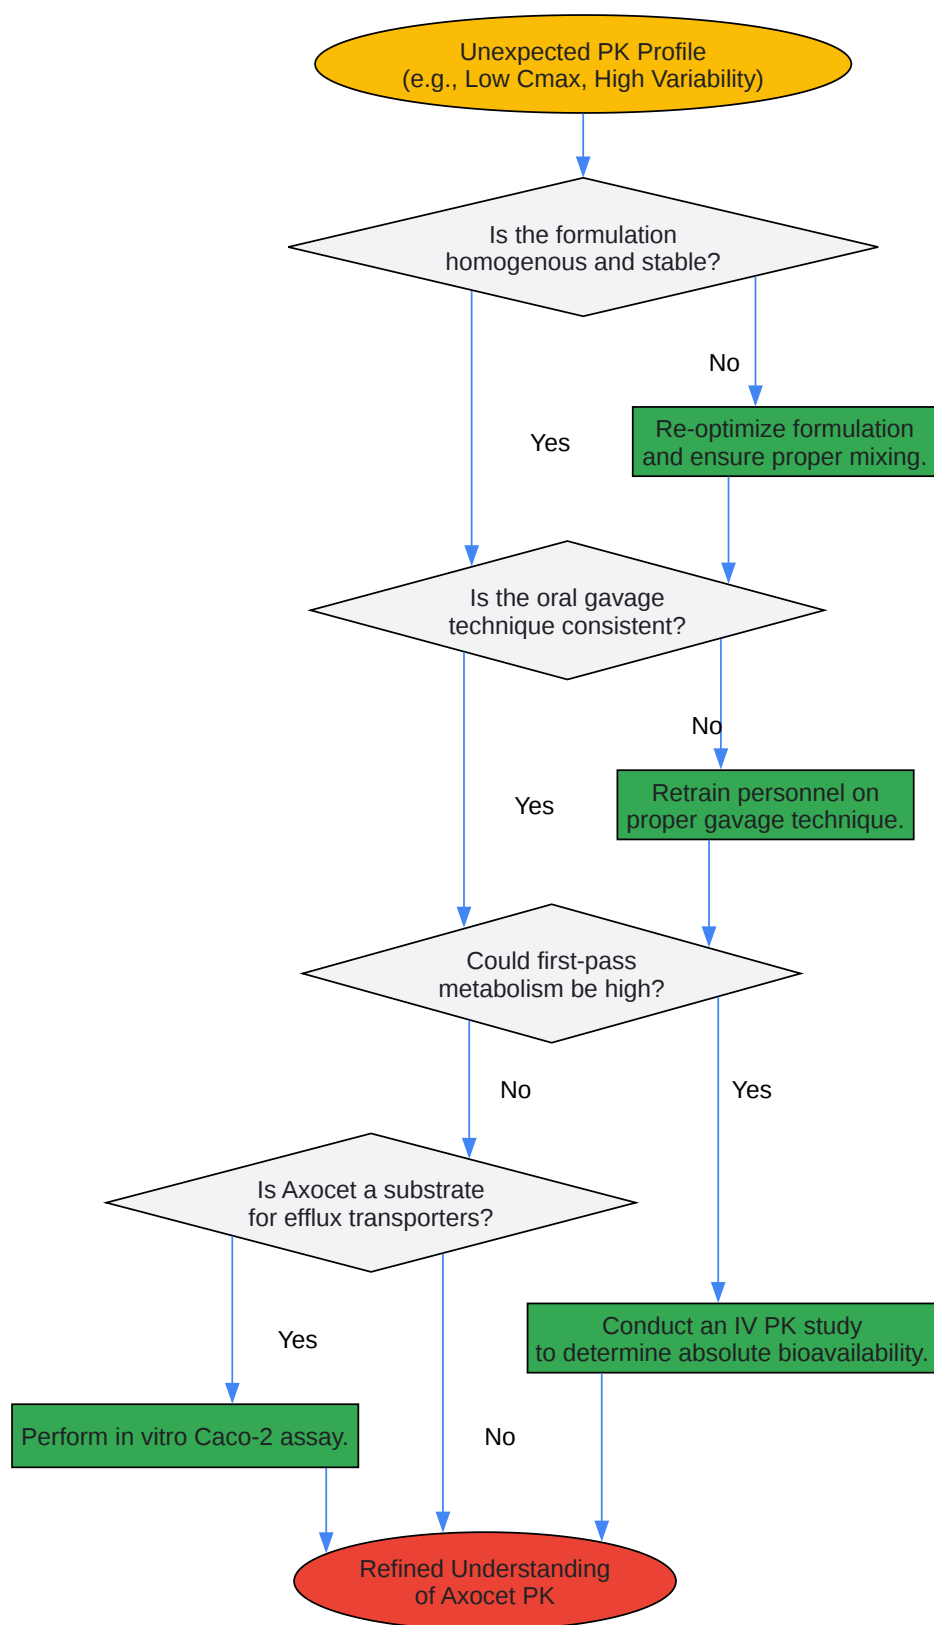 Unexpected PK Profile
(e.g., Low Cmax, High Variability)
Is the formulation
homogenous and stable?
No
Yes
Re-optimize formulation
and ensure proper mixing.
Is the oral gavage
technique consistent?
No
Yes
Retrain personnel on
proper gavage technique.
Could first-pass
metabolism be high?
No
Yes
Is Axocet a substrate
for efflux transporters?
Yes
Conduct an IV PK study
to determine absolute bioavailability.
Perform in vitro Caco-2 assay.
No
Refined Understanding
of Axocet PK